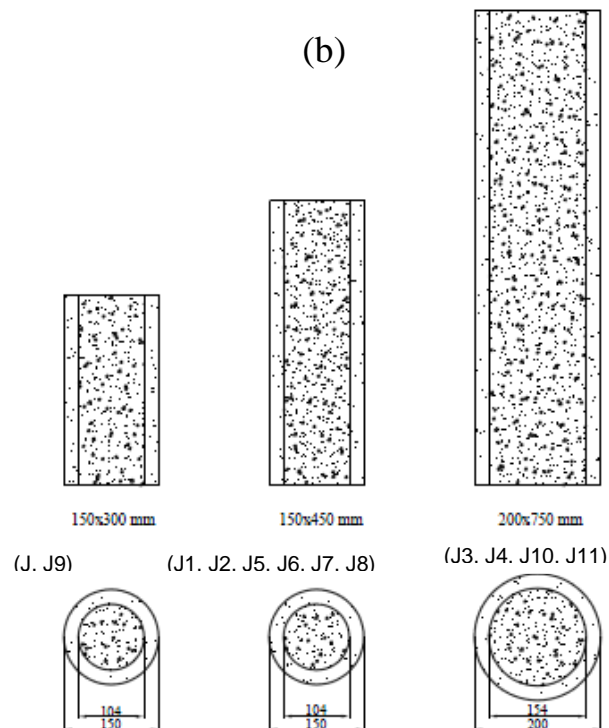 (b)
150x300 mm 150x450 mm 200x750 mm
(J. J9) (J1. J2. J5. J6. J7. J8) (J3. J4. J10. J11)
104 104 154
150 150 200